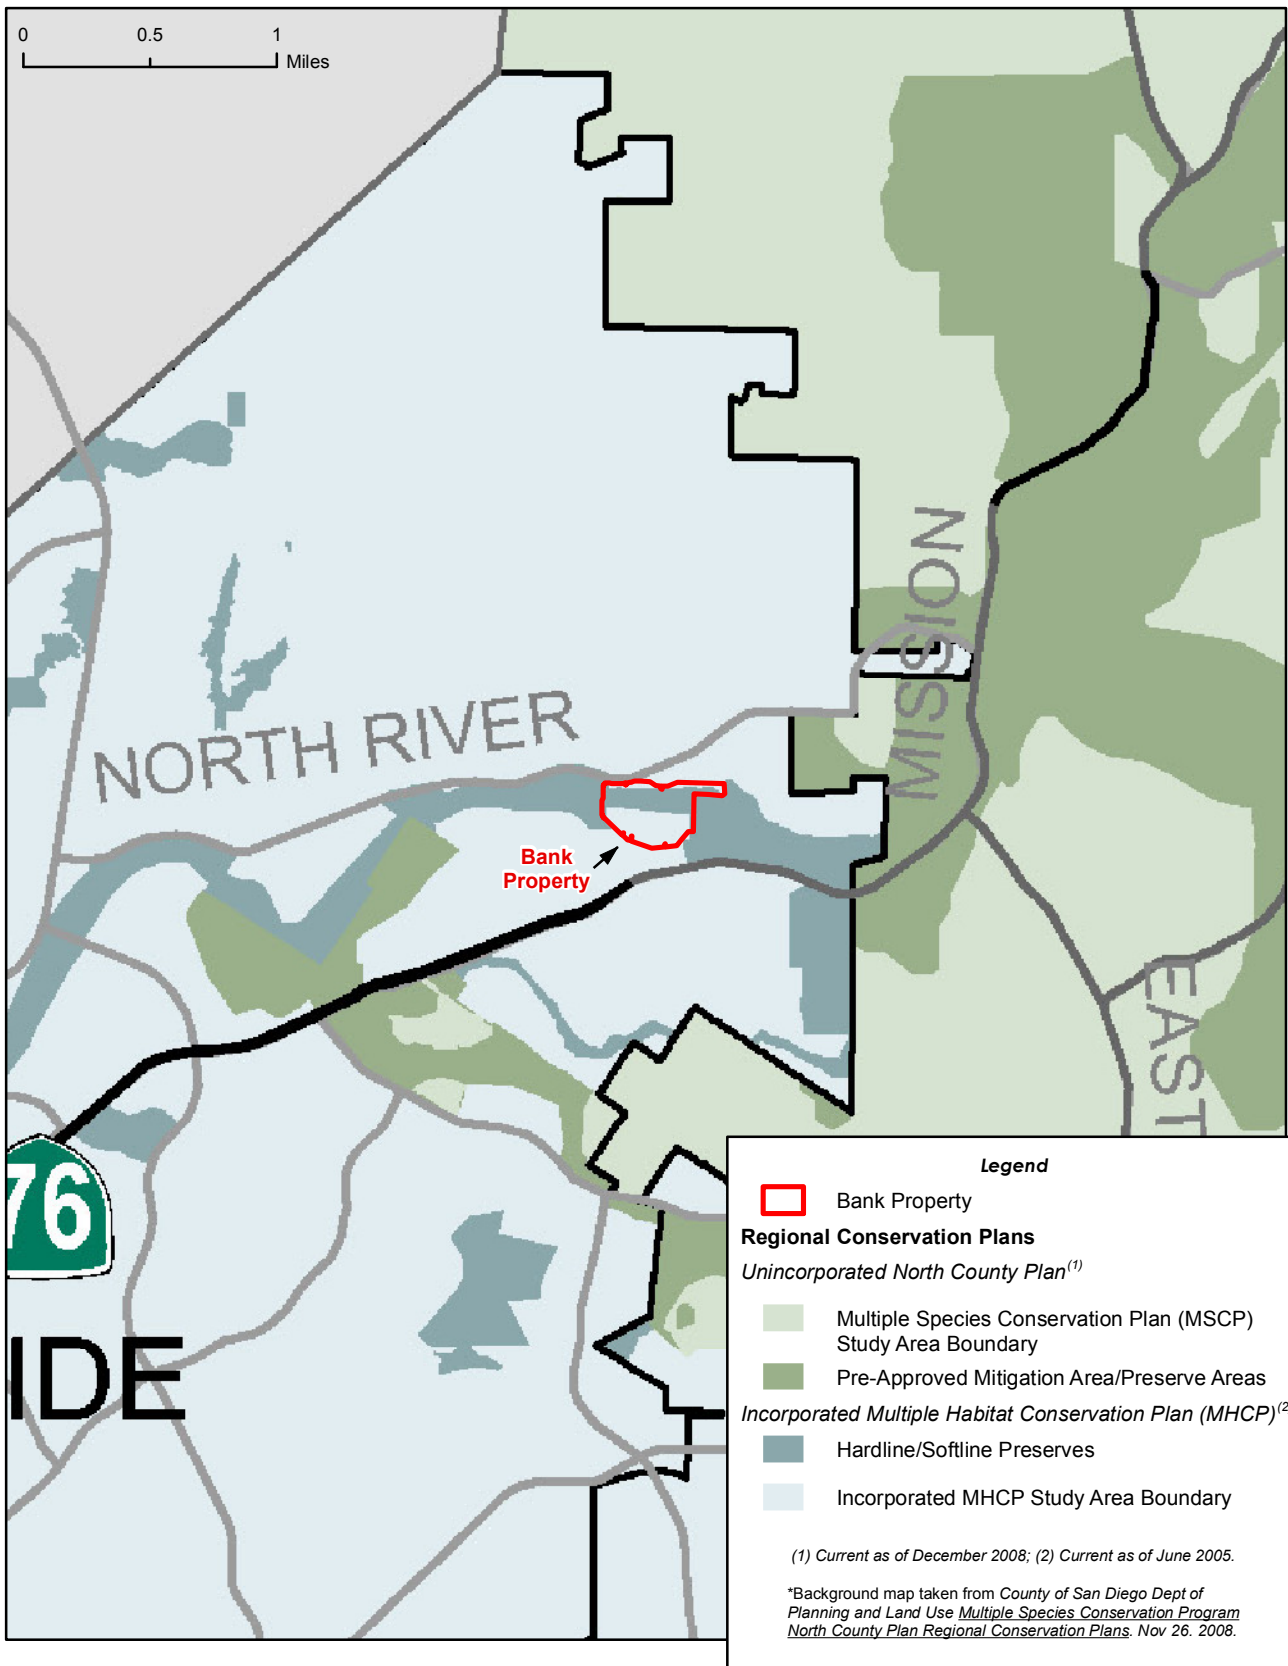 0 0.5 1
Miles
MISSION
NORTH RIVER
Bank
Property
EAST
76
IDE
Legend
Bank Property
Regional Conservation Plans
Unincorporated North County Plan(1)
Multiple Species Conservation Plan (MSCP)
Study Area Boundary
Pre-Approved Mitigation Area/Preserve Areas
Incorporated Multiple Habitat Conservation Plan (MHCP)(2
Hardline/Softline Preserves
Incorporated MHCP Study Area Boundary
(1) Current as of December 2008; (2) Current as of June 2005.
*Background map taken from County of San Diego Dept of
Planning and Land Use Multiple Species Conservation Program
North County Plan Regional Conservation Plans. Nov 26. 2008.